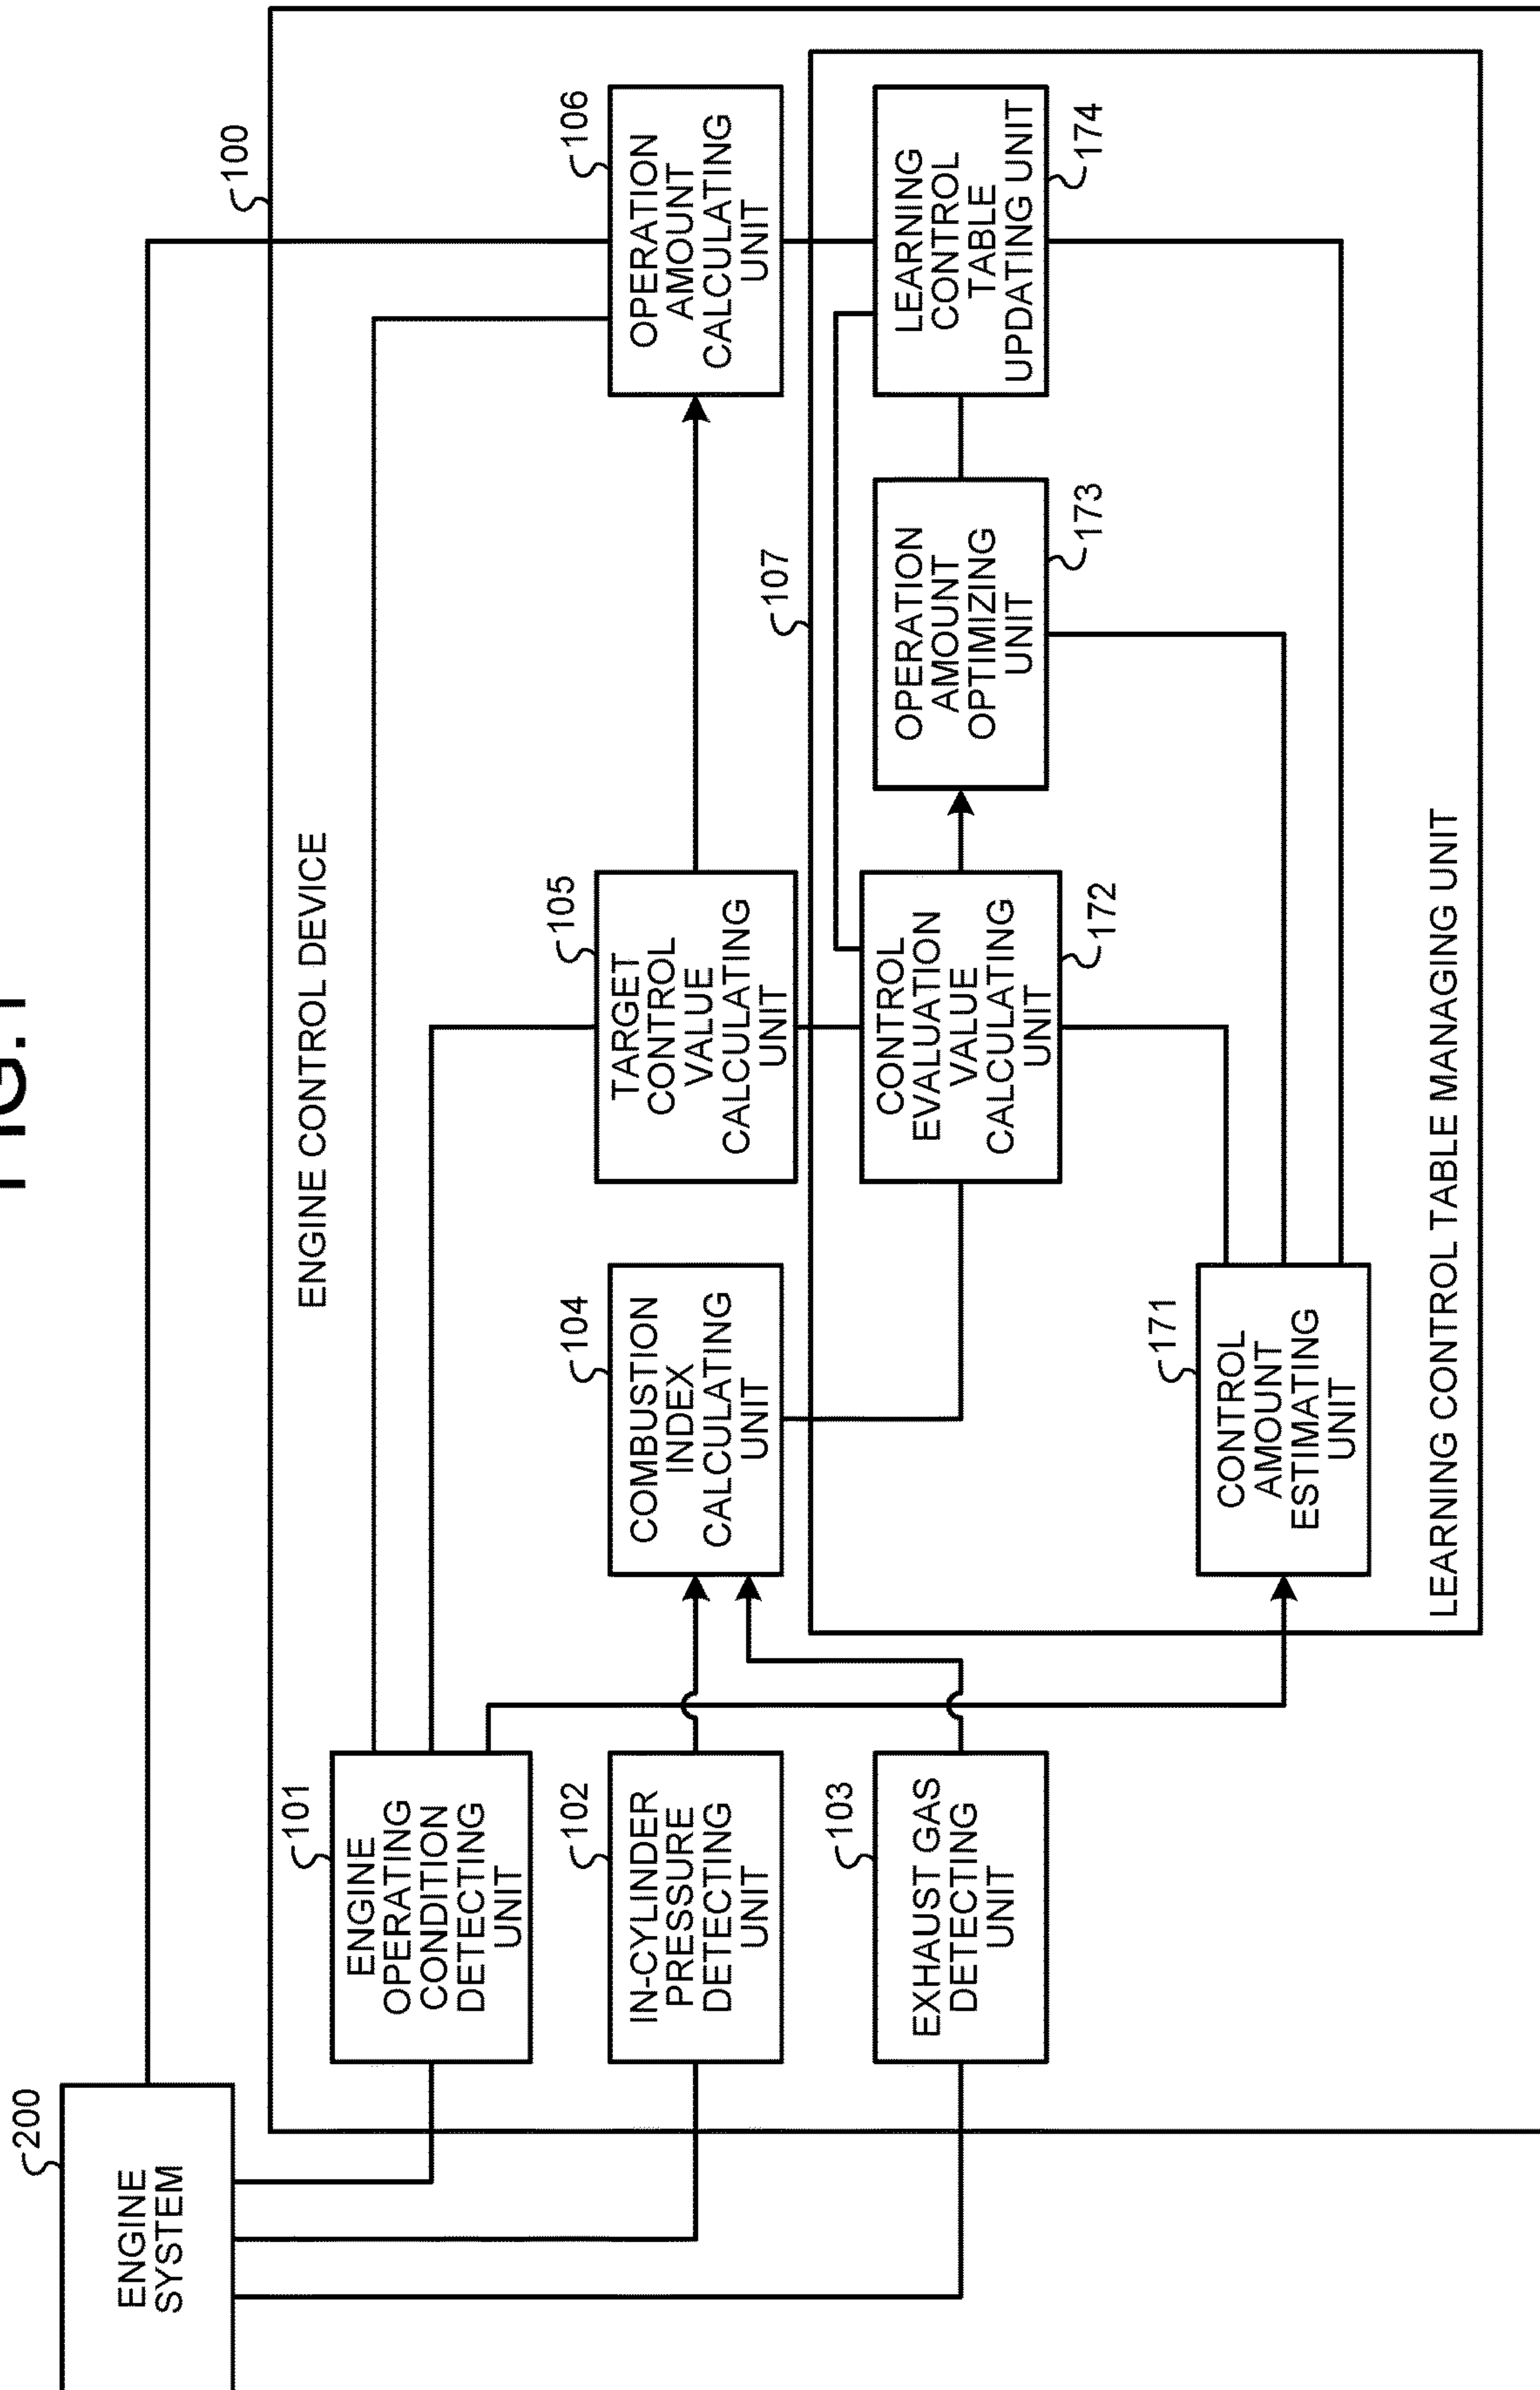 FIG.1
200
ENGINE
SYSTEM
100
ENGINE CONTROL DEVICE
101
ENGINE
OPERATING
CONDITION
DETECTING
UNIT
102
IN-CYLINDER
PRESSURE
DETECTING
UNIT
103
EXHAUST GAS
DETECTING
UNIT
104
COMBUSTION
INDEX
CALCULATING
UNIT
105
TARGET
CONTROL
VALUE
CALCULATING
UNIT
106
OPERATION
AMOUNT
CALCULATING
UNIT
107
171
CONTROL
AMOUNT
ESTIMATING
UNIT
172
CONTROL
EVALUATION
VALUE
CALCULATING
UNIT
173
OPERATION
AMOUNT
OPTIMIZING
UNIT
174
LEARNING
CONTROL
TABLE
UPDATING UNIT
LEARNING CONTROL TABLE MANAGING UNIT